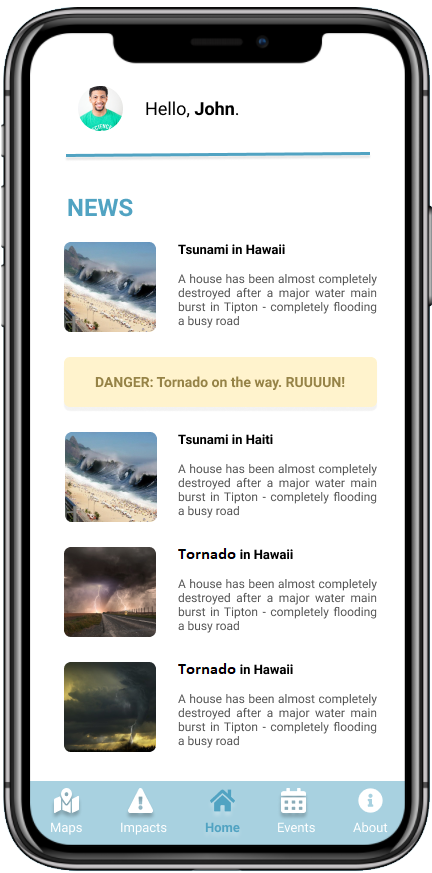 Hello, John.
NEWS
Tsunami in Hawaii
A house has been almost completely
destroyed after a major water main
burst in Tipton - completely flooding
a busy road
DANGER: Tornado on the way. RUUUUN!
Tsunami in Haiti
A house has been almost completely
destroyed after a major water main
burst in Tipton - completely flooding
a busy road
Tornado in Hawaii
A house has been almost completely
destroyed after a major water main
burst in Tipton - completely flooding
a busy road
Tornado in Hawaii
A house has been almost completely
destroyed after a major water main
burst in Tipton - completely flooding
a busy road
Maps Impacts Home Events About